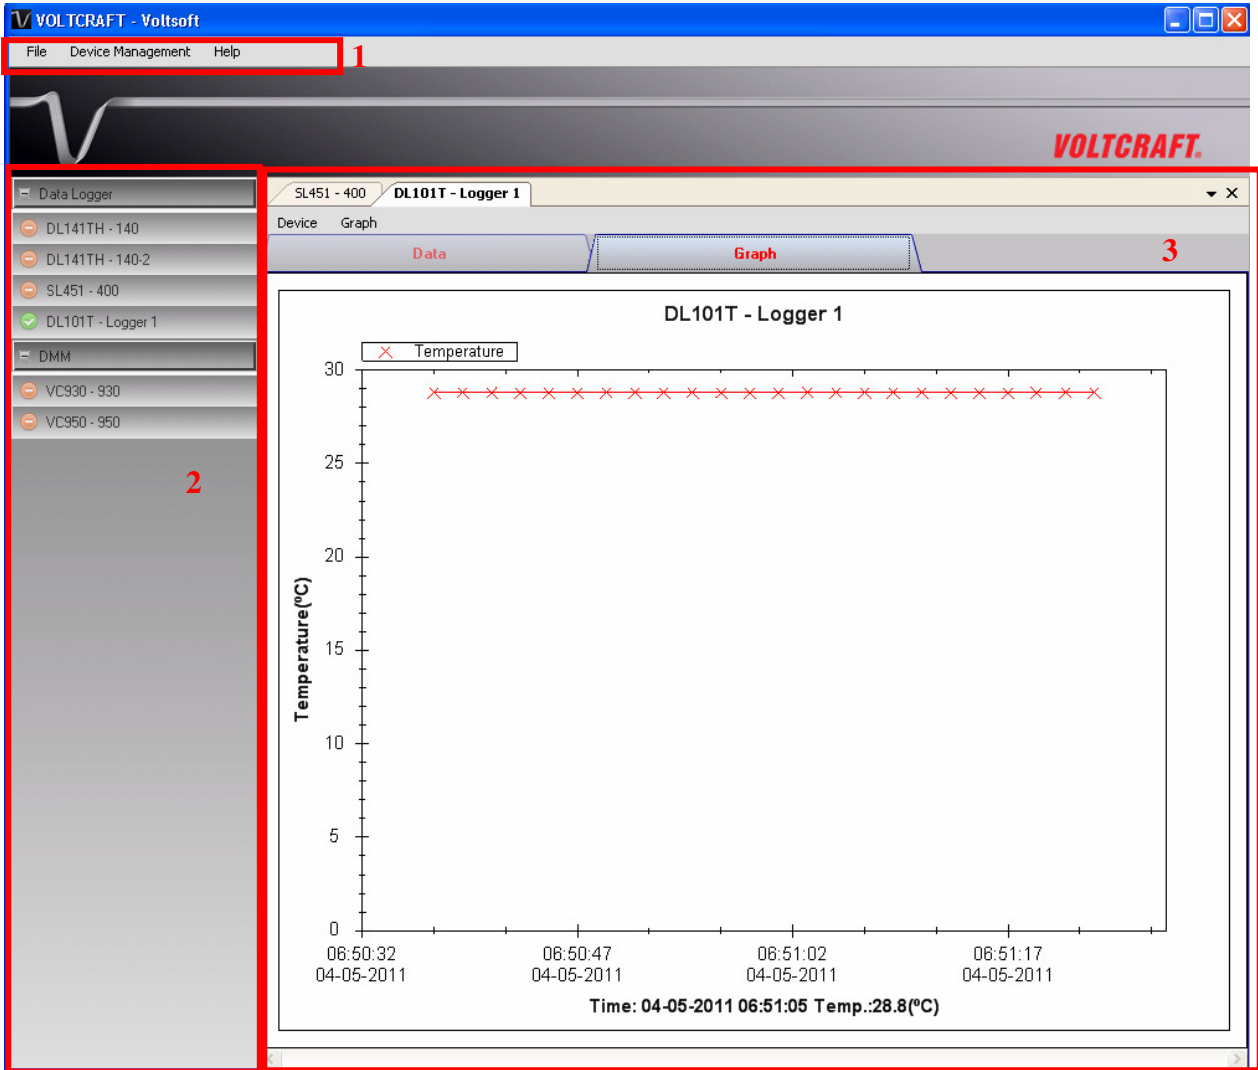 VOLTCRAFT - Voltsoft
File Device Management Help
1
VOLTCRAFT.
Data Logger
DL141TH - 140
DL141TH - 140-2
SL451 - 400
DL101T - Logger 1
DMM
VC930 - 930
VC950 - 950
2
SL451 - 400 DL101T - Logger 1
Device Graph
Data Graph
3
DL101T - Logger 1
Temperature
30
25
20
15
10
5
0
Temperature(ºC)
06:50:32 06:50:47 06:51:02 06:51:17
04-05-2011 04-05-2011 04-05-2011 04-05-2011
Time: 04-05-2011 06:51:05 Temp.:28.8(ºC)